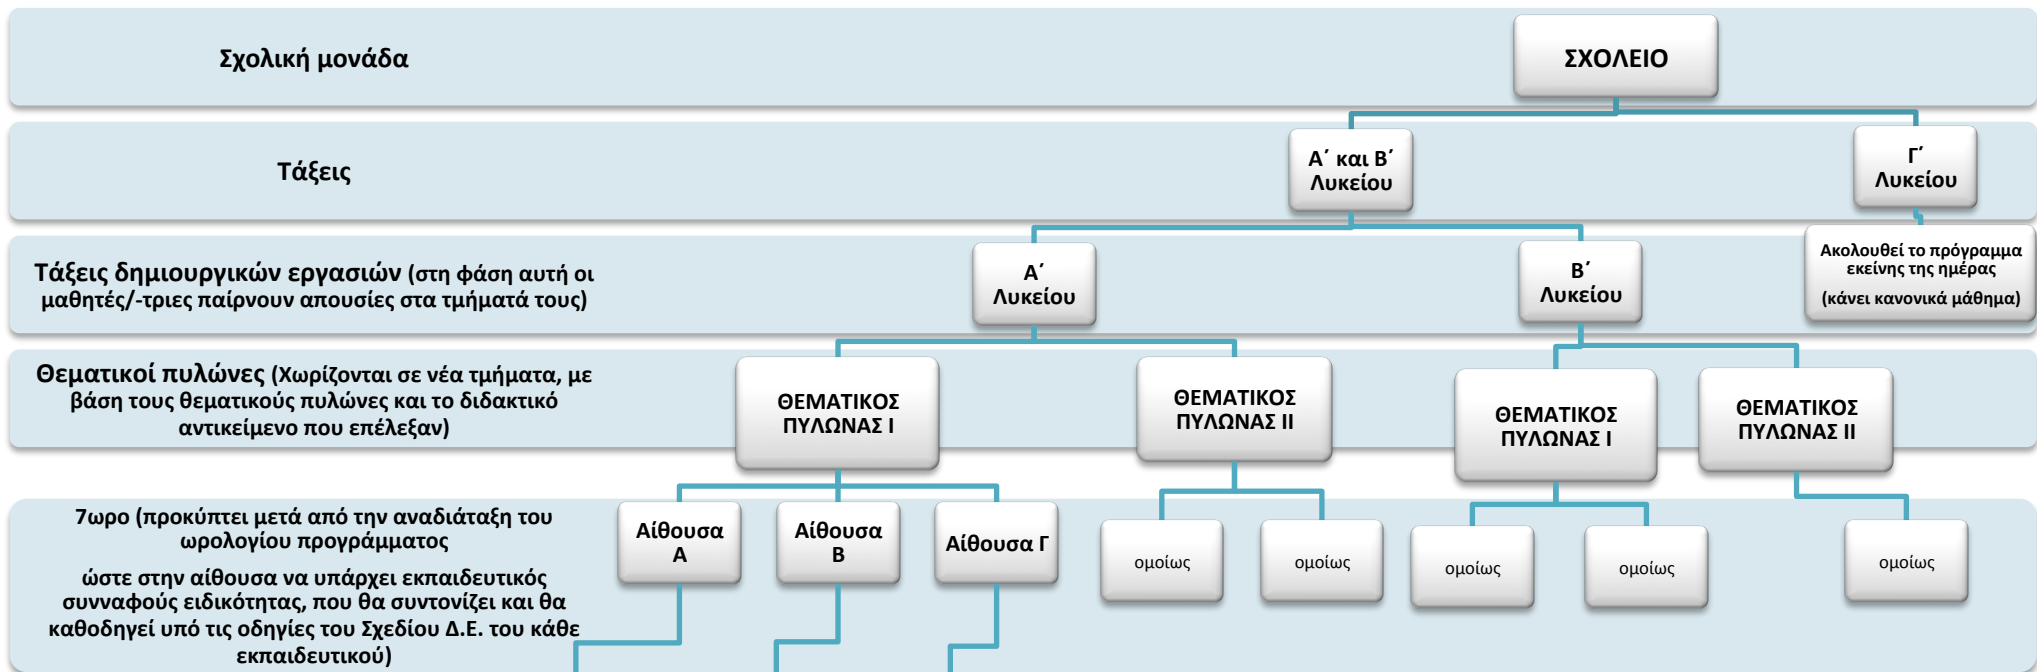 Σχολική μονάδα
ΣΧΟΛΕΙΟ
Τάξεις
Α΄ και Β΄
Λυκείου
Γ΄
Λυκείου
Τάξεις δημιουργικών εργασιών (στη φάση αυτή οι
μαθητές/-τριες παίρνουν απουσίες στα τμήματά τους)
Α΄
Λυκείου
Β΄
Λυκείου
Ακολουθεί το πρόγραμμα
εκείνης της ημέρας
(κάνει κανονικά μάθημα)
Θεματικοί πυλώνες (Χωρίζονται σε νέα τμήματα, με
βάση τους θεματικούς πυλώνες και το διδακτικό
αντικείμενο που επέλεξαν)
ΘΕΜΑΤΙΚΟΣ
ΠΥΛΩΝΑΣ Ι
ΘΕΜΑΤΙΚΟΣ
ΠΥΛΩΝΑΣ ΙΙ
ΘΕΜΑΤΙΚΟΣ
ΠΥΛΩΝΑΣ Ι
ΘΕΜΑΤΙΚΟΣ
ΠΥΛΩΝΑΣ ΙΙ
7ωρο (προκύπτει μετά από την αναδιάταξη του
ωρολογίου προγράμματος
ώστε στην αίθουσα να υπάρχει εκπαιδευτικός
συνναφούς ειδικότητας, που θα συντονίζει και θα
καθοδηγεί υπό τις οδηγίες του Σχεδίου Δ.Ε. του κάθε
εκπαιδευτικού)
Αίθουσα
Α
Αίθουσα
Β
Αίθουσα Γ
ομοίως
ομοίως
ομοίως
ομοίως
ομοίως